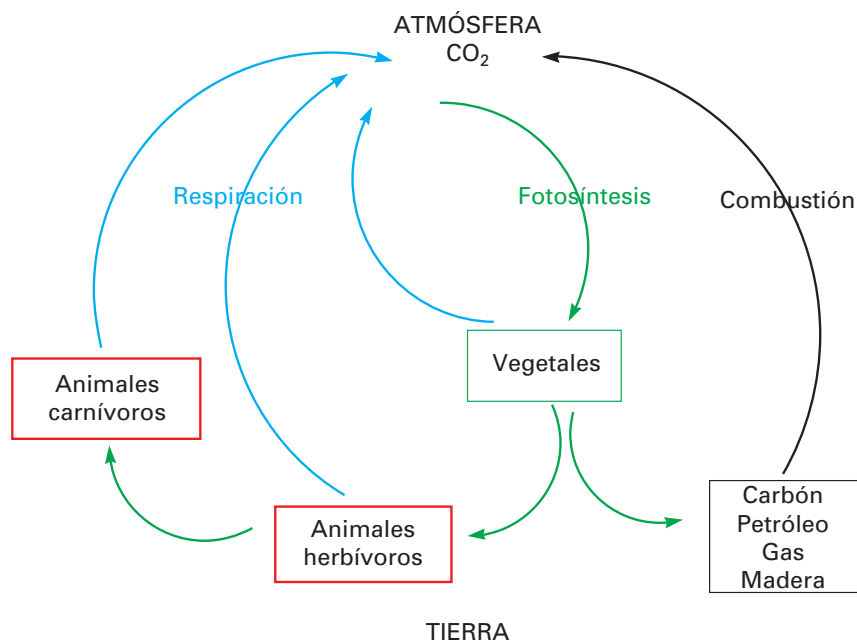 ATMÓSFERA
CO₂
Respiración
Fotosíntesis
Combustión
Vegetales
Animales
carnívoros
Animales
herbívoros
Carbón
Petróleo
Gas
Madera
TIERRA